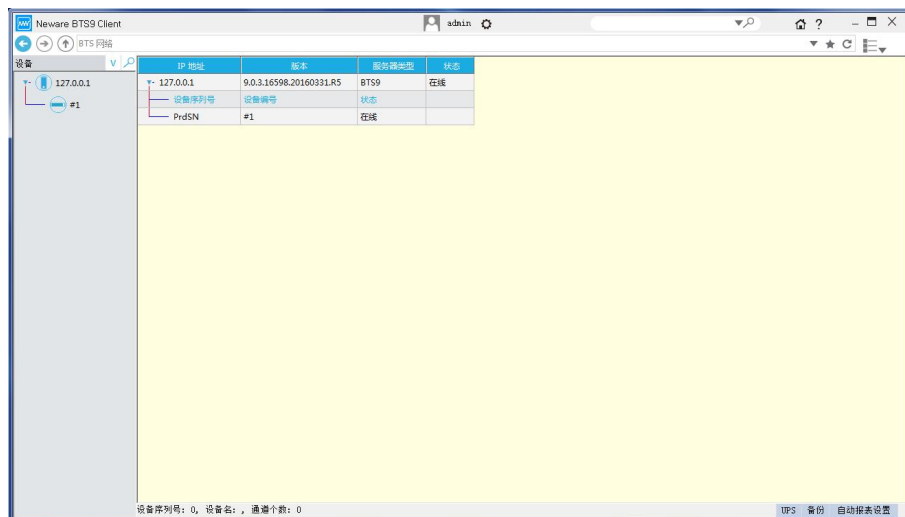 NW Neware BTS9 Client admin ?
BTS 网络
设备 V
127.0.0.1
#1
IP 地址 版本 服务器类型 状态
127.0.0.1 9.0.3.16598.20160331.R5 BTS9 在线
设备序列号 设备编号 状态
PrdSN #1 在线
设备序列号: 0, 设备名: , 通道个数: 0 UPS 备份 自动报表设置